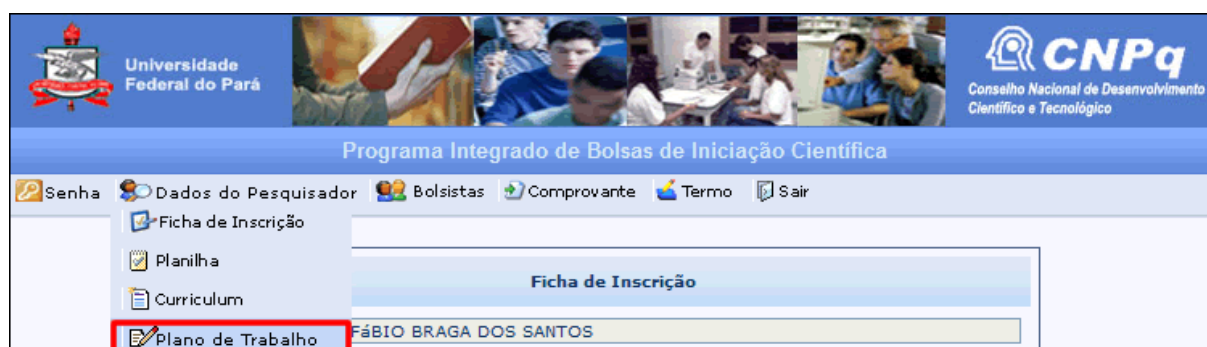 Universidade
Federal do Pará
CNPq
Conselho Nacional de Desenvolvimento
Científico e Tecnológico
Programa Integrado de Bolsas de Iniciação Científica
Senha Dados do Pesquisador Bolsistas Comprovante Termo Sair
Ficha de Inscrição
Planilha
Ficha de Inscrição
Curriculum
Plano de Trabalho
FáBIO BRAGA DOS SANTOS